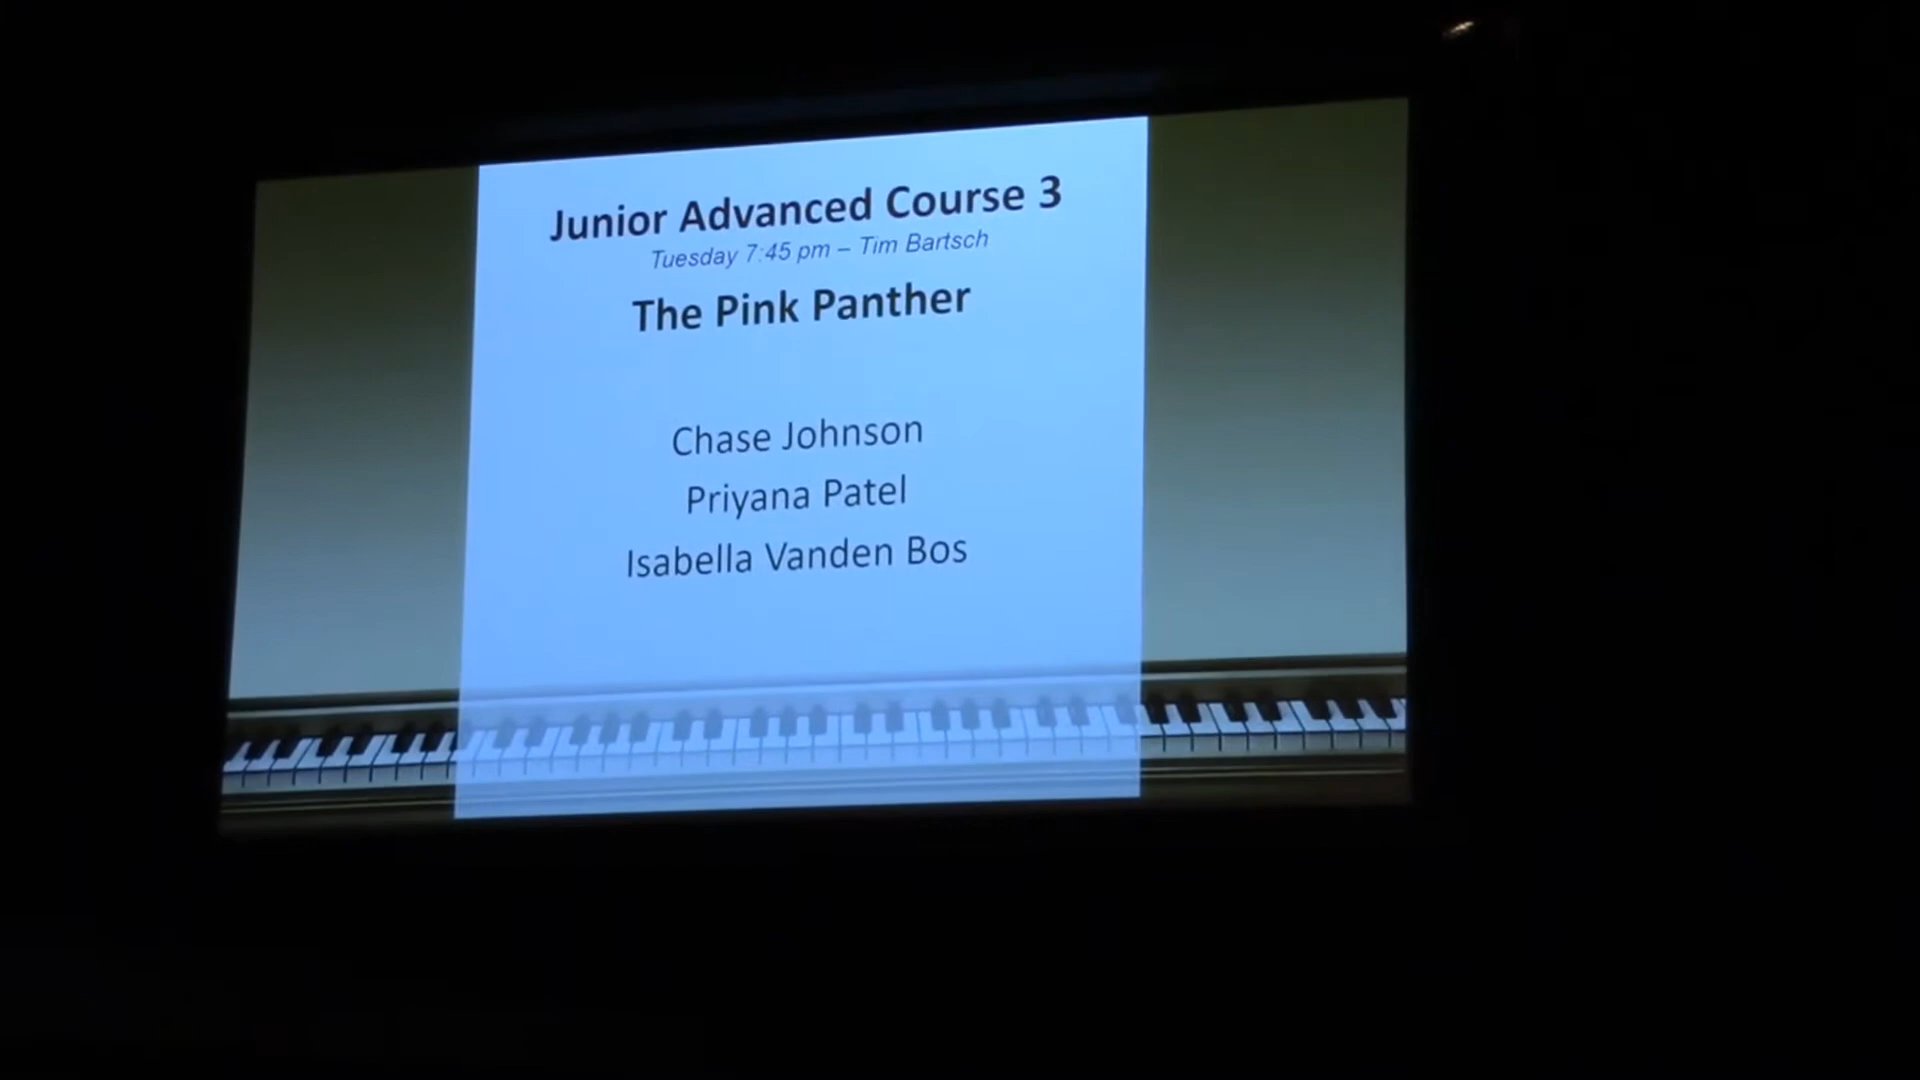 Junior Advanced Course 3
Tuesday 7:45 pm – Tim Bartsch
The Pink Panther
Chase Johnson
Priyana Patel
Isabella Vanden Bos